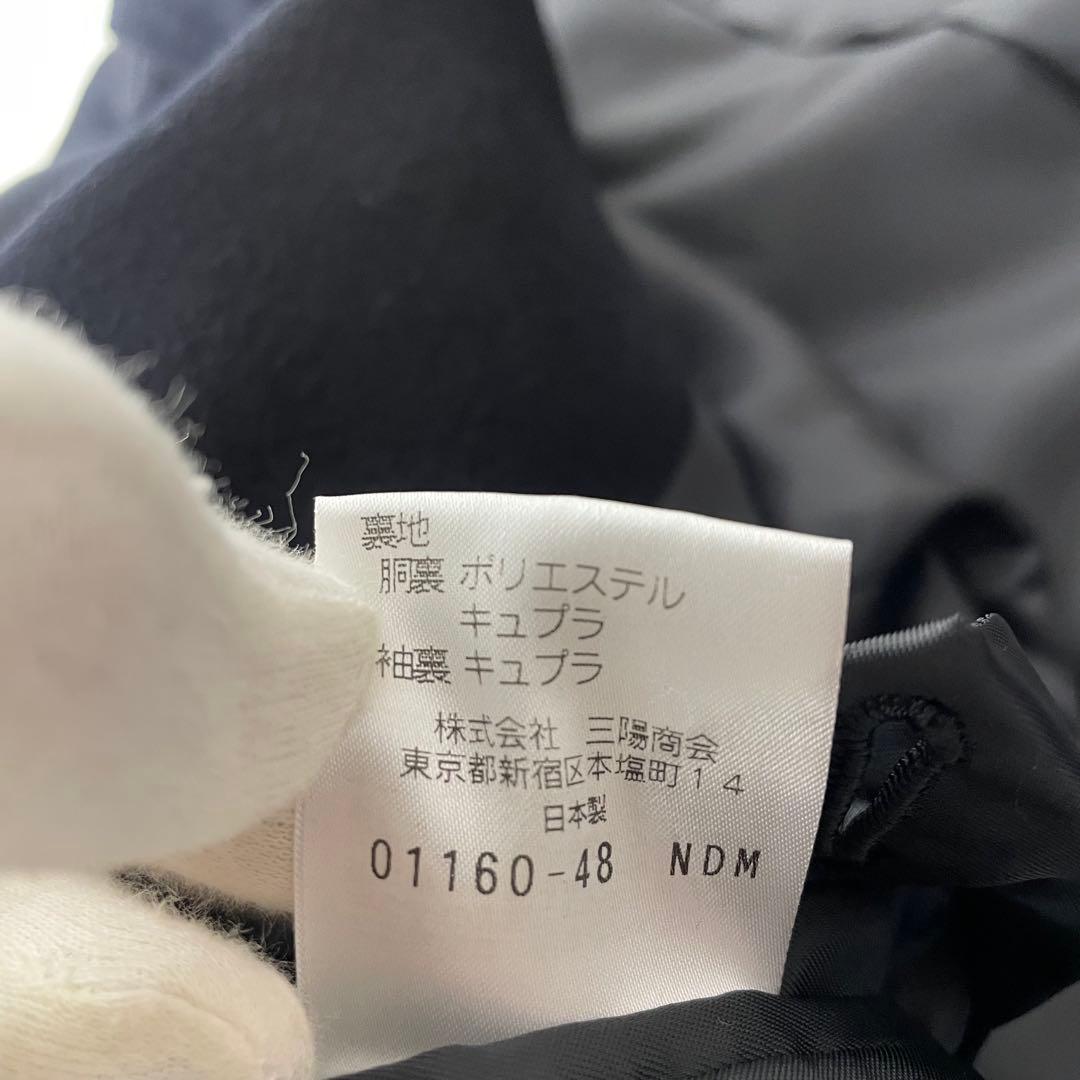 裏地
胴裏 ポリエステル
キュプラ
袖裏 キュプラ
株式会社 三陽商会
東京都新宿区本塩町14
日本製
01160-48 NDM